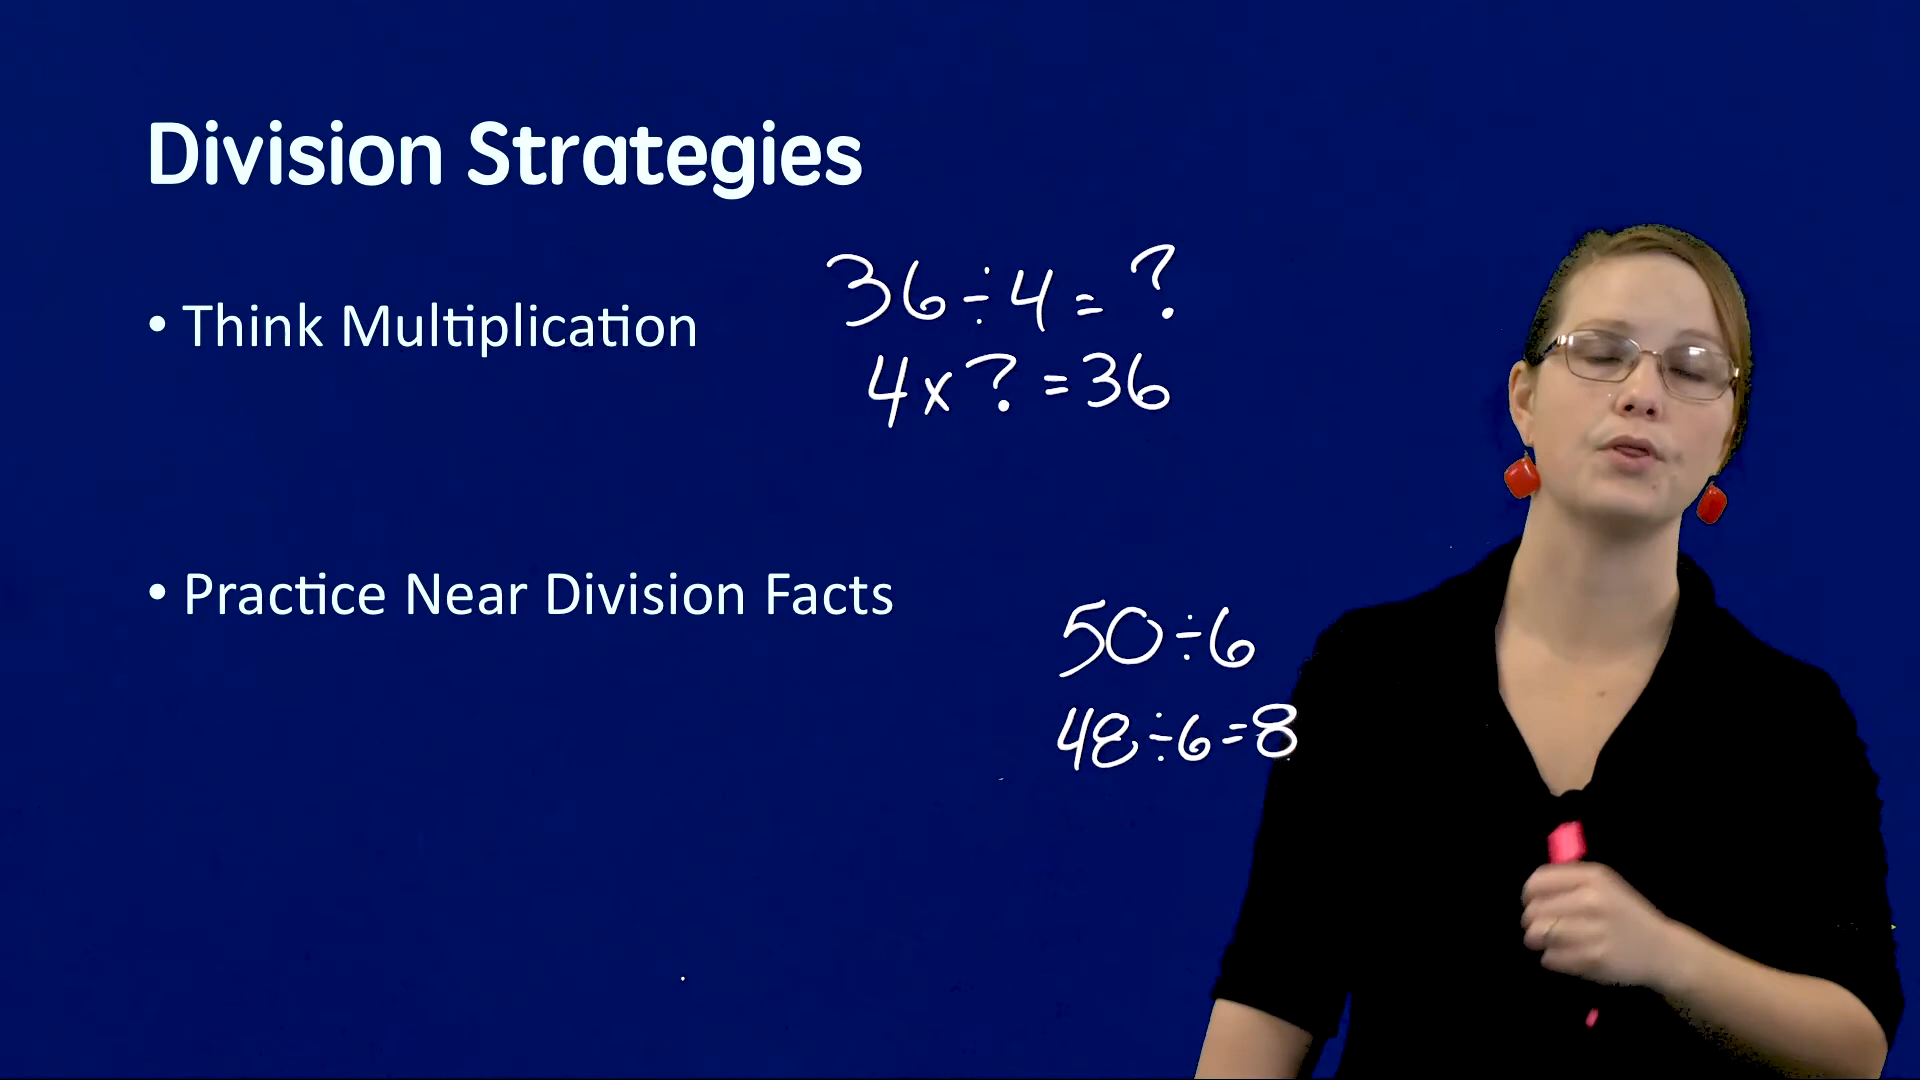 Division Strategies
• Think Multiplication
36÷4=?
4x?=36
• Practice Near Division Facts
50÷6
48÷6=8